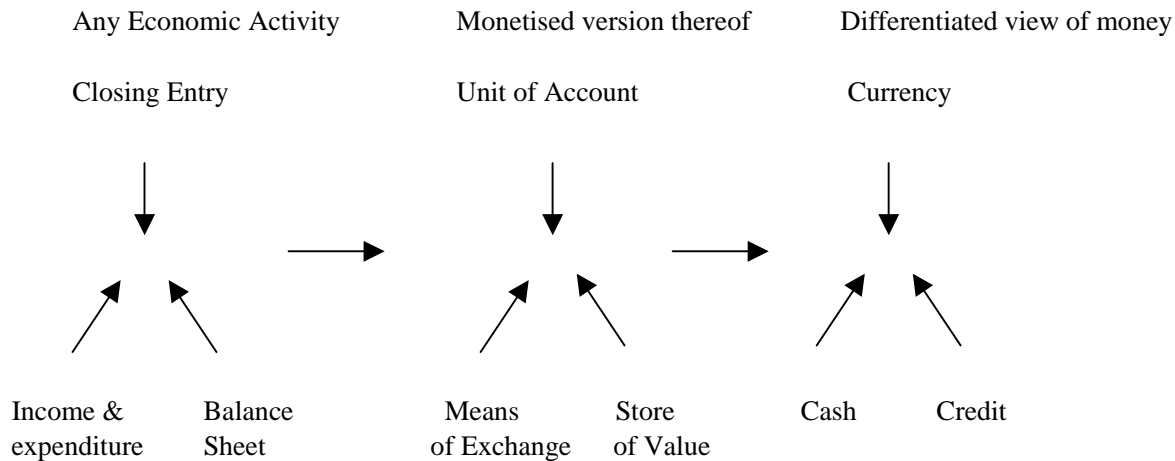 Any Economic Activity Monetised version thereof Differentiated view of money
Closing Entry Unit of Account Currency
Income & Balance Means Store Cash Credit
expenditure Sheet of Exchange of Value